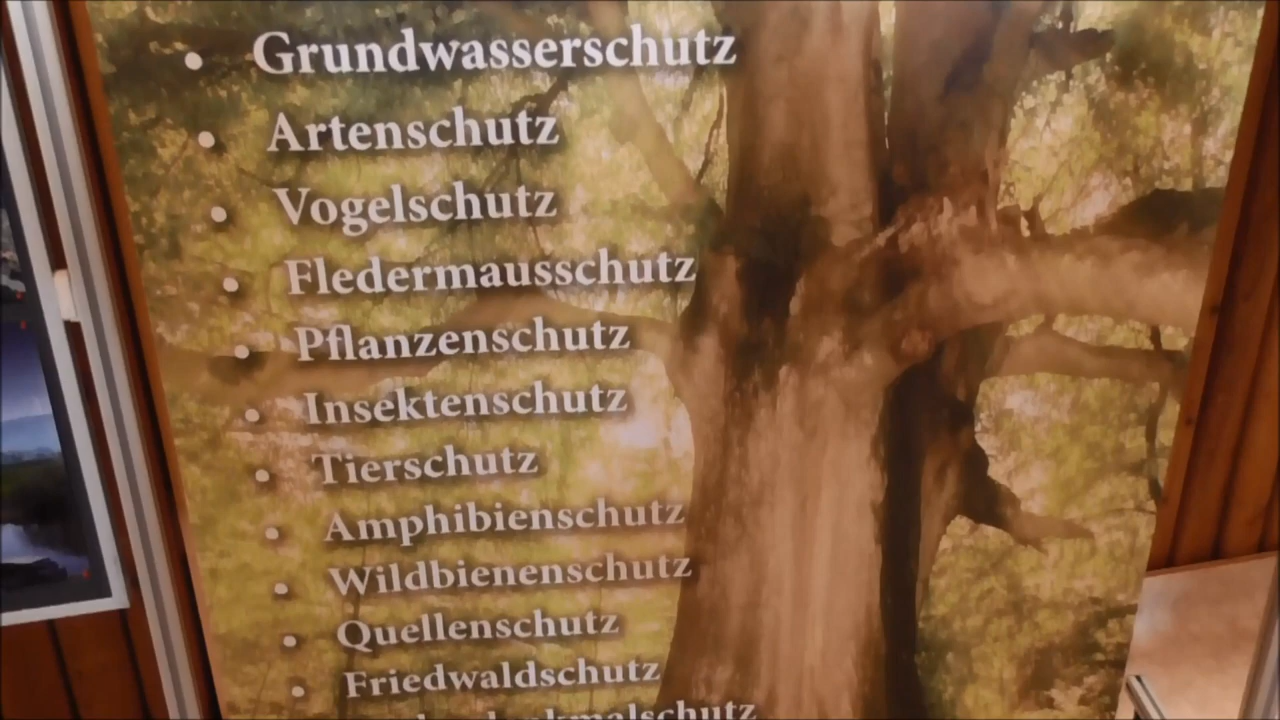 • Grundwasserschutz
• Artenschutz
• Vogelschutz
• Fledermausschutz
• Pflanzenschutz
• Insektenschutz
• Tierschutz
• Amphibienschutz
• Wildbienenschutz
• Quellenschutz
• Friedwaldschutz